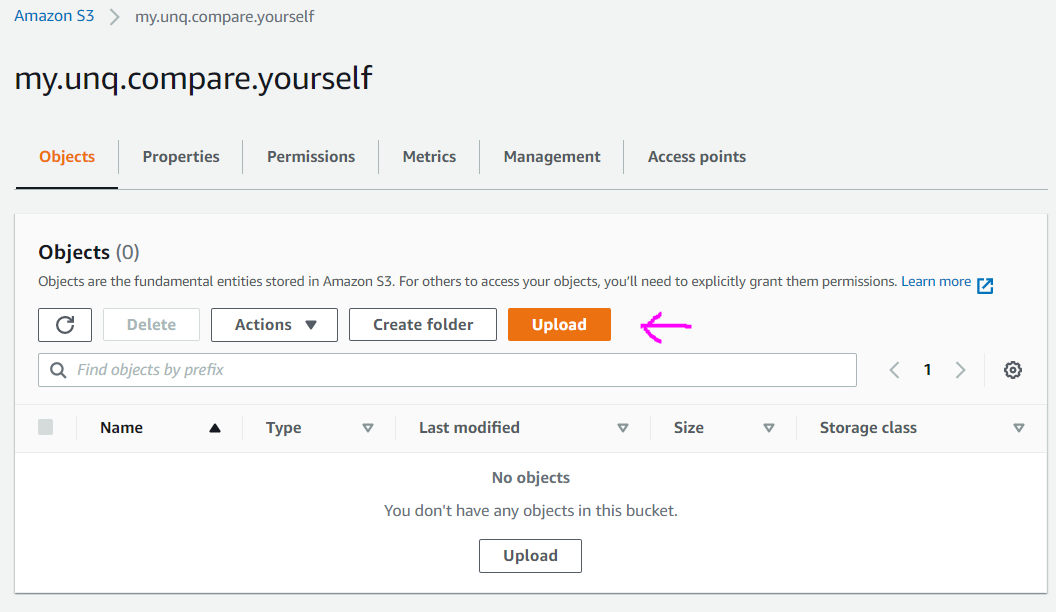 Amazon S3 > my.unq.compare.yourself
my.unq.compare.yourself
Objects Properties Permissions Metrics Management Access points
Objects (0)
Objects are the fundamental entities stored in Amazon S3. For others to access your objects, you'll need to explicitly grant them permissions. Learn more
Delete Actions Create folder Upload
Find objects by prefix 1
Name Type Last modified Size Storage class
No objects
You don't have any objects in this bucket.
Upload